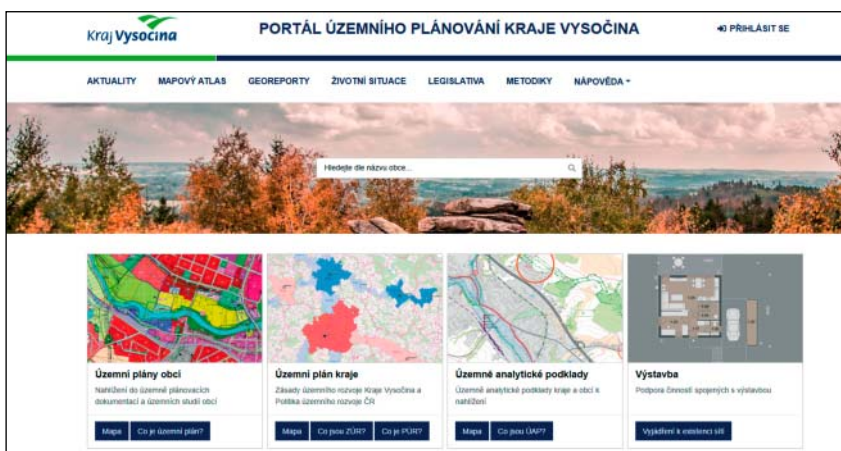 Kraj Vysočina
PORTÁL ÚZEMNÍHO PLÁNOVÁNÍ KRAJE VYSOČINA
PŘIHLÁSIT SE
AKTUALITY MAPOVÝ ATLAS GEOREPORTY ŽIVOTNÍ SITUACE LEGISLATIVA METODIKY NÁPOVĚDA
Hledejte dle názvu obce...
Územní plány obcí
Nahlížení do územně plánovacích
dokumentací a územních studií obcí
Mapa Co je územní plán?
Územní plán kraje
Zásady územního rozvoje Kraje Vysočina a
Politika územního rozvoje ČR
Mapa Co jsou ZÚR? Co je PÚR?
Územně analytické podklady
Územně analytické podklady kraje a obcí k
nahlížení
Mapa Co jsou ÚAP?
Výstavba
Podpora činností spojených s výstavbou
Vyjádření k existenci sítí